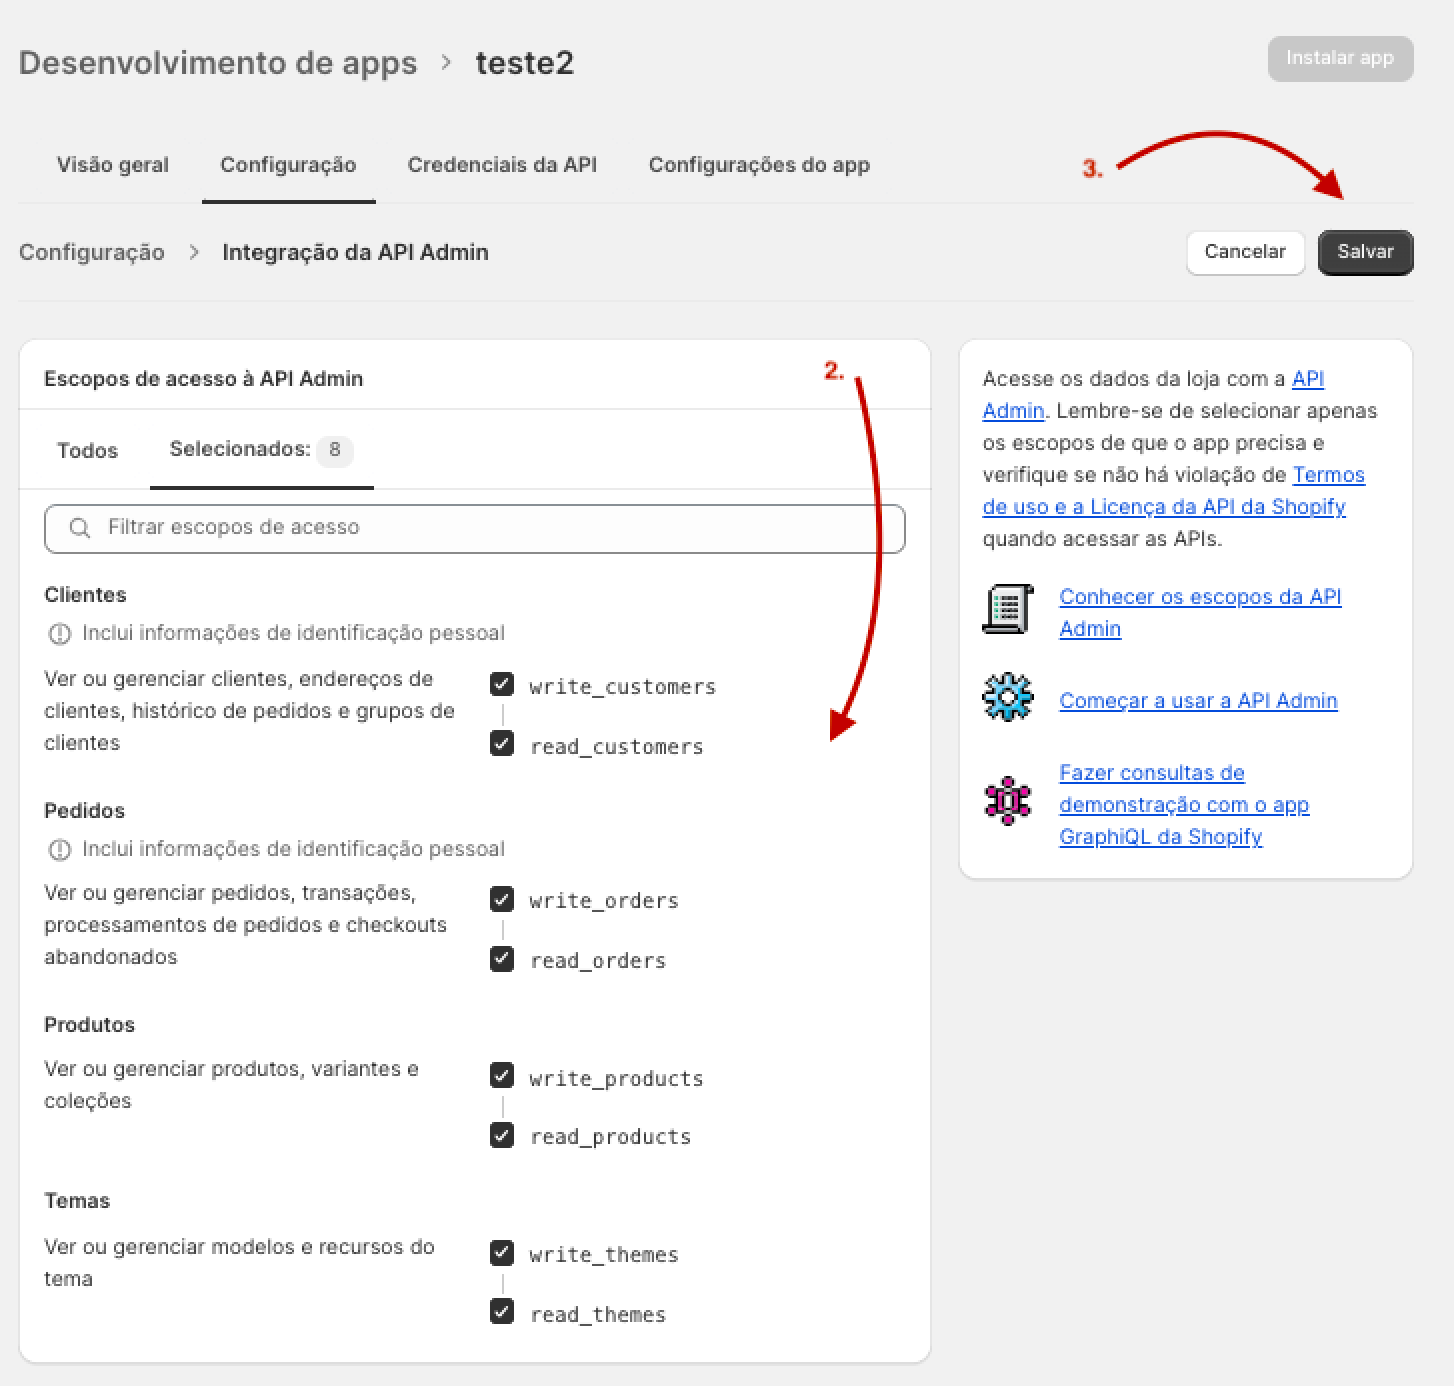 Desenvolvimento de apps > teste2
Instalar app
Visão geral
Configuração
Credenciais da API
Configurações do app
3.
Configuração > Integração da API Admin
Cancelar
Salvar
Escopos de acesso à API Admin
2.
Todos
Selecionados: 8
Filtrar escopos de acesso
Clientes
Inclui informações de identificação pessoal
Ver ou gerenciar clientes, endereços de
clientes, histórico de pedidos e grupos de
clientes
write_customers
read_customers
Pedidos
Inclui informações de identificação pessoal
Ver ou gerenciar pedidos, transações,
processamentos de pedidos e checkouts
abandonados
write_orders
read_orders
Produtos
Ver ou gerenciar produtos, variantes e
coleções
write_products
read_products
Temas
Ver ou gerenciar modelos e recursos do
tema
write_themes
read_themes
Acesse os dados da loja com a API
Admin. Lembre-se de selecionar apenas
os escopos de que o app precisa e
verifique se não há violação de Termos
de uso e a Licença da API da Shopify
quando acessar as APIs.
Conhecer os escopos da API
Admin
Começar a usar a API Admin
Fazer consultas de
demonstração com o app
GraphiQL da Shopify